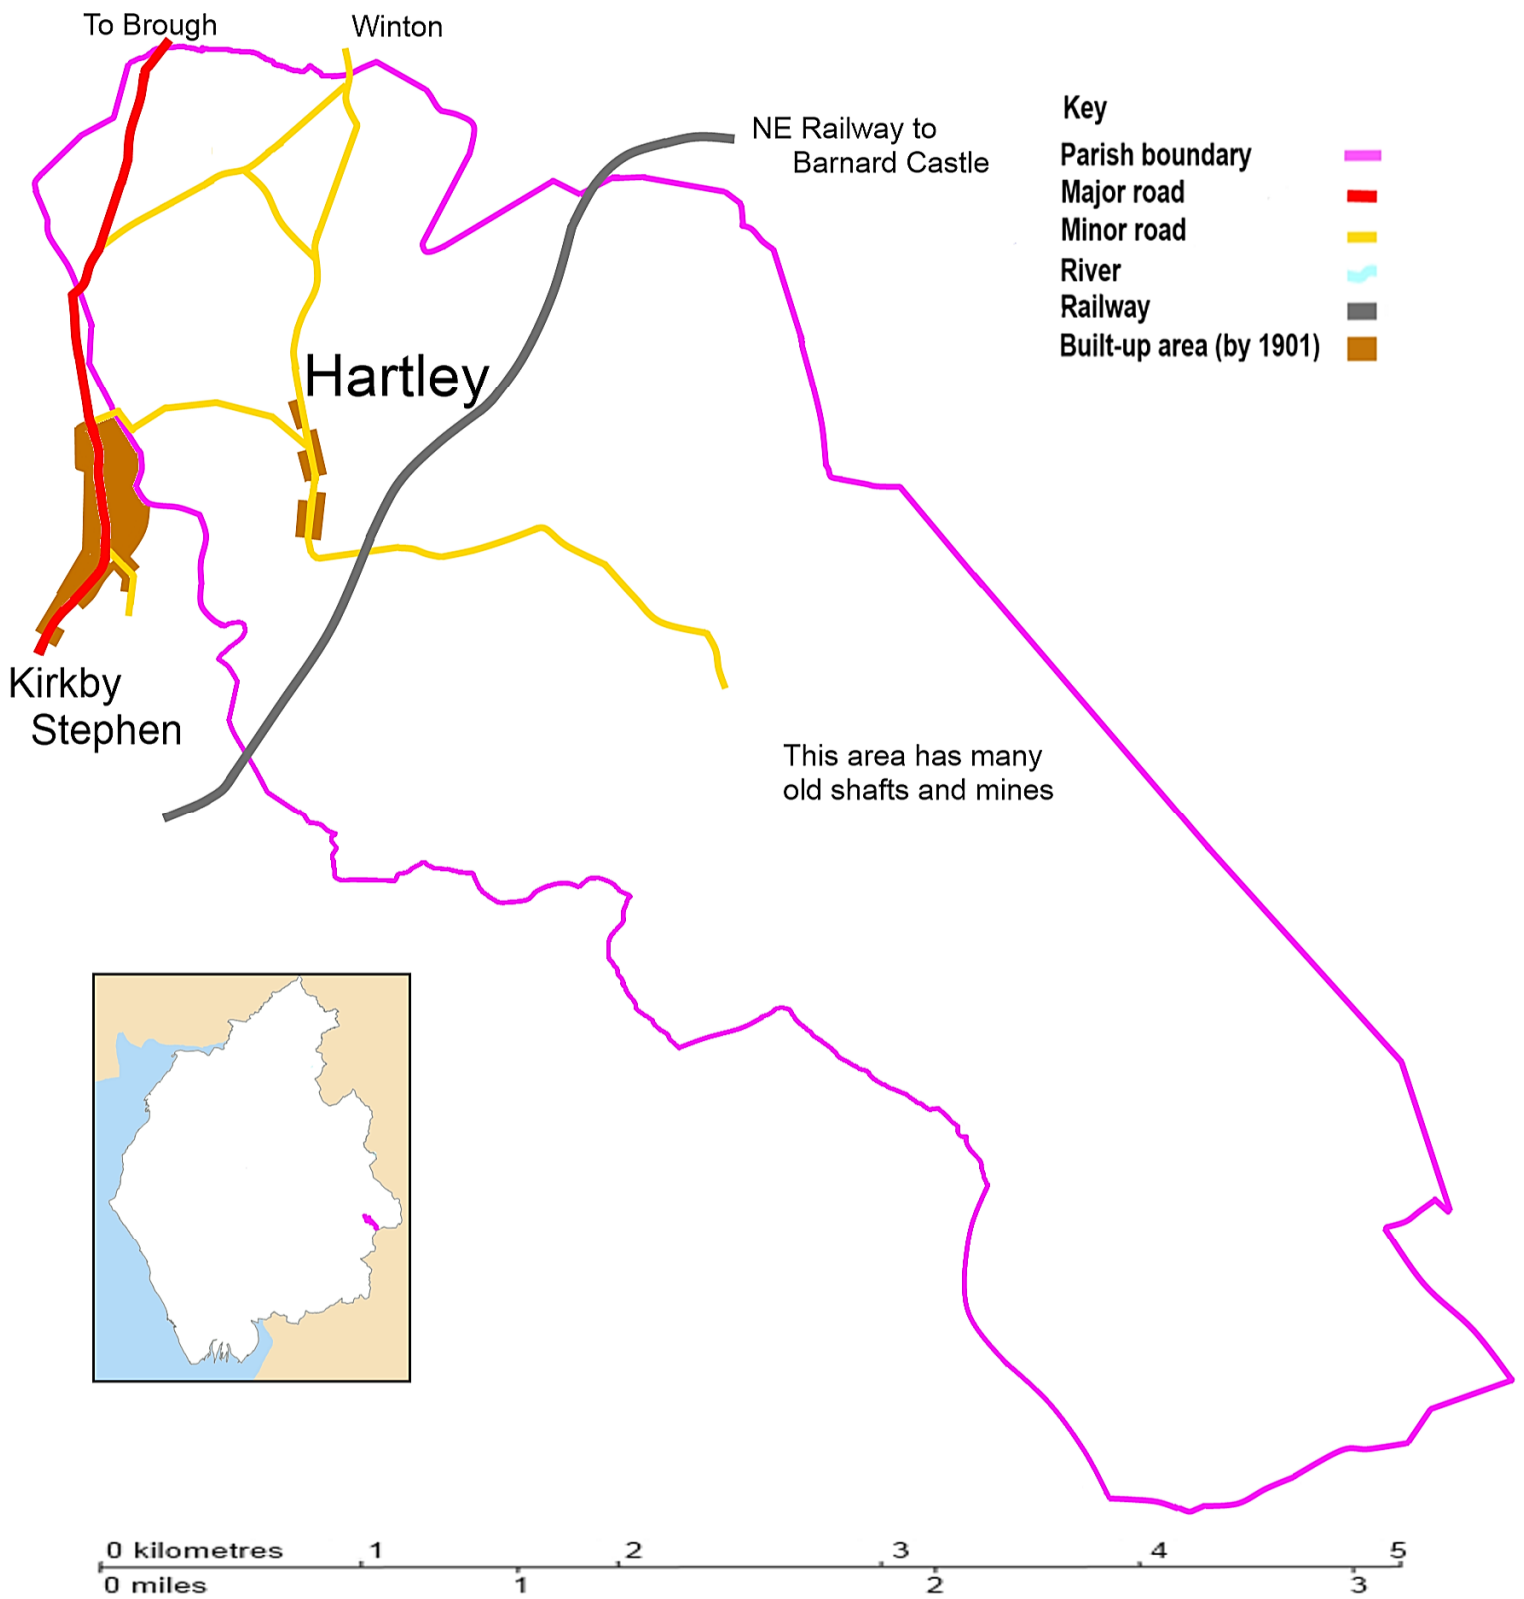 To Brough
Winton
NE Railway to
Barnard Castle
Key
Parish boundary
Major road
Minor road
River
Railway
Built-up area (by 1901)
Hartley
Kirkby
Stephen
This area has many
old shafts and mines
0 kilometres 1 2 3 4 5
0 miles 1 2 3